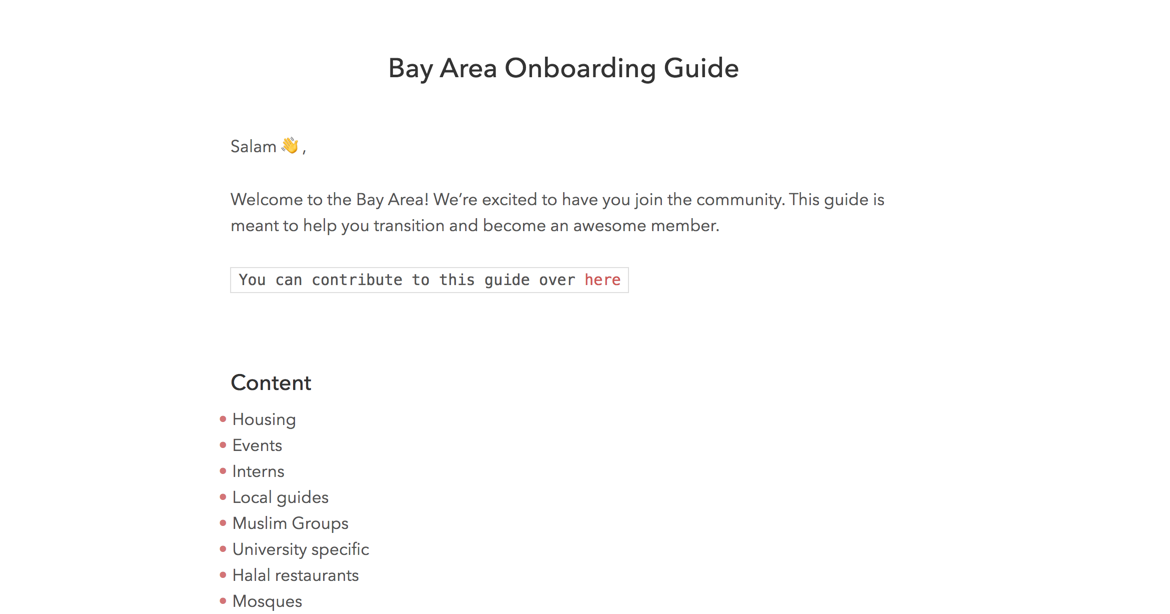 Bay Area Onboarding Guide
Salam 👋 ,
Welcome to the Bay Area! We’re excited to have you join the community. This guide is
meant to help you transition and become an awesome member.
You can contribute to this guide over here
Content
Housing
Events
Interns
Local guides
Muslim Groups
University specific
Halal restaurants
Mosques